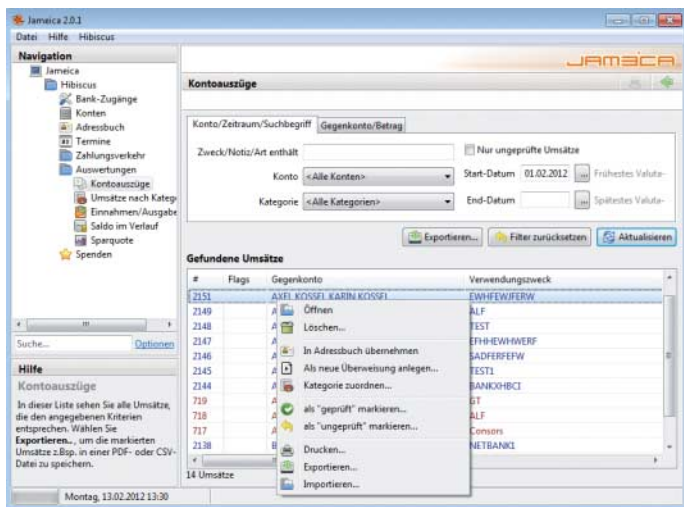 Jameica 2.0.1
Datei Hilfe Hibiscus
Navigation
Jameica
Hibiscus
Bank-Zugänge
Konten
Adressbuch
Termine
Zahlungsverkehr
Auswertungen
Kontoauszüge
Umsätze nach Kateg
Einnahmen/Ausgabe
Saldo im Verlauf
Sparquote
Spenden
Suche... Optionen
Hilfe
Kontoauszüge
In dieser Liste sehen Sie alle Umsätze,
die den angegebenen Kriterien
entsprechen. Wählen Sie
Exportieren.., um die markierten
Umsätze z.Bsp. in einer PDF- oder CSV-
Datei zu speichern.
JAMEICA
Kontoauszüge
Konto/Zeitraum/Suchbegriff Gegenkonto/Betrag
Zweck/Notiz/Art enthält Nur ungeprüfte Umsätze
Konto <Alle Konten> Start-Datum 01.02.2012 ... Frühestes Valuta-
Kategorie <Alle Kategorien> End-Datum ... Spätestes Valuta-
Exportieren... Filter zurücksetzen Aktualisieren
Gefundene Umsätze
# Flags Gegenkonto Verwendungszweck
2151 AXEL KOSSEL KARIN KOSSEL EWHFEWJFERW
2149 A ALF
2148 A TEST
2147 A EFHHEWHWERF
2146 A SADFERFEFW
2145 A TEST1
2144 A BANKXHBCI
719 A GT
718 A ALF
717 A Consors
2138 B NETBANK1
Öffnen
Löschen...
In Adressbuch übernehmen
Als neue Überweisung anlegen...
Kategorie zuordnen...
als "geprüft" markieren...
als "ungeprüft" markieren...
Drucken...
Exportieren...
Importieren...
14 Umsätze
Montag, 13.02.2012 13:30